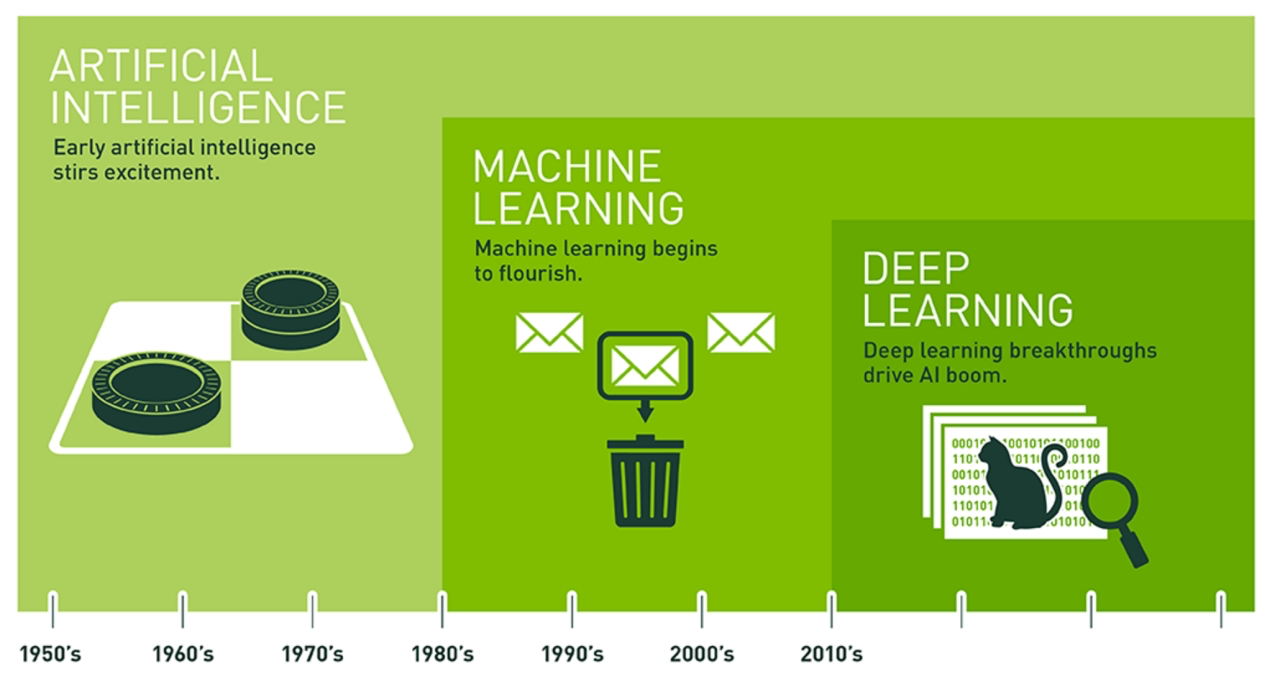 ARTIFICIAL
INTELLIGENCE
Early artificial intelligence
stirs excitement.
MACHINE
LEARNING
Machine learning begins
to flourish.
DEEP
LEARNING
Deep learning breakthroughs
drive AI boom.
1950's
1960's
1970's
1980's
1990's
2000's
2010's